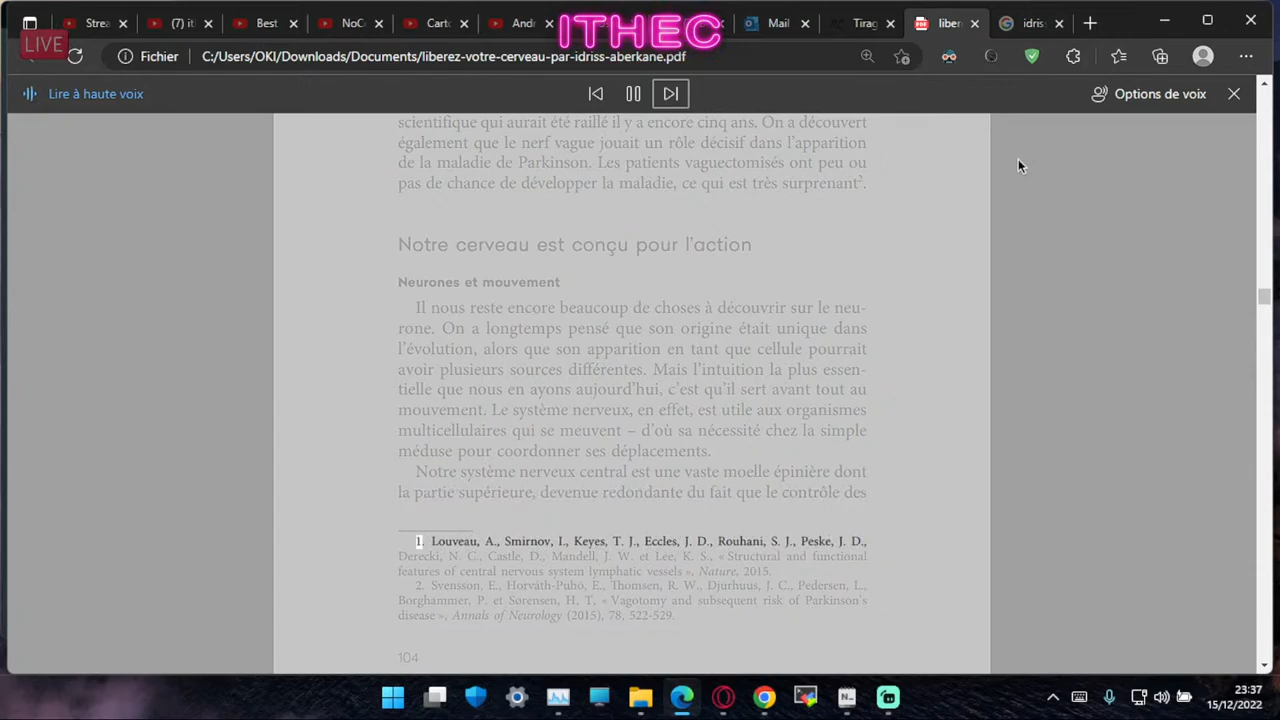 Strea
(7) it
Best
NoC
Carto
And
Mail
Tirag
liber
idris
ITHEC
LIVE
Fichier
C:/Users/OKI/Downloads/Documents/liberez-votre-cerveau-par-idriss-aberkane.pdf
Lire à haute voix
Options de voix
scientifique qui aurait été raillé il y a encore cinq ans. On a découvert
également que le nerf vague jouait un rôle décisif dans l'apparition
de la maladie de Parkinson. Les patients vaguectomisés ont peu ou
pas de chance de développer la maladie, ce qui est très surprenant².
Notre cerveau est conçu pour l'action
Neurones et mouvement
Il nous reste encore beaucoup de choses à découvrir sur le neu-
rone. On a longtemps pensé que son origine était unique dans
l'évolution, alors que son apparition en tant que cellule pourrait
avoir plusieurs sources différentes. Mais l'intuition la plus essen-
tielle que nous en ayons aujourd'hui, c'est qu'il sert avant tout au
mouvement. Le système nerveux, en effet, est utile aux organismes
multicellulaires qui se meuvent – d'où sa nécessité chez la simple
méduse pour coordonner ses déplacements.
Notre système nerveux central est une vaste moelle épinière dont
la partie supérieure, devenue redondante du fait que le contrôle des
1. Louveau, A., Smirnov, I., Keyes, T. J., Eccles, J. D., Rouhani, S. J., Peske, J. D.,
Derecki, N. C., Castle, D., Mandell, J. W. et Lee, K. S., « Structural and functional
features of central nervous system lymphatic vessels », Nature, 2015.
2. Svensson, E., Horváth-Puhó, E., Thomsen, R. W., Djurhuus, J. C., Pedersen, L.,
Borghammer, P. et Sørensen, H. T, « Vagotomy and subsequent risk of Parkinson's
disease », Annals of Neurology (2015), 78, 522-529.
104
23:37
15/12/2022